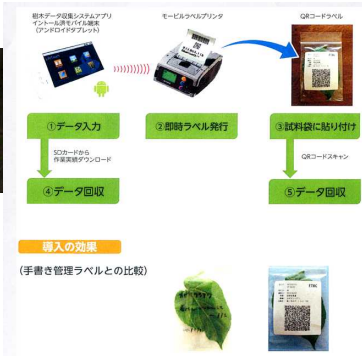 樹木データ収集システムアプリ
イントール済モバイル端末
(アンドロイドタブレット)
モービルラベルプリンタ
QRコードラベル
①データ入力
②即時ラベル発行
③試料袋に貼り付け
SDカードから
作業実績ダウンロード
QRコードスキャン
④データ回収
⑤データ回収
導入の効果
(手書き管理ラベルとの比較)